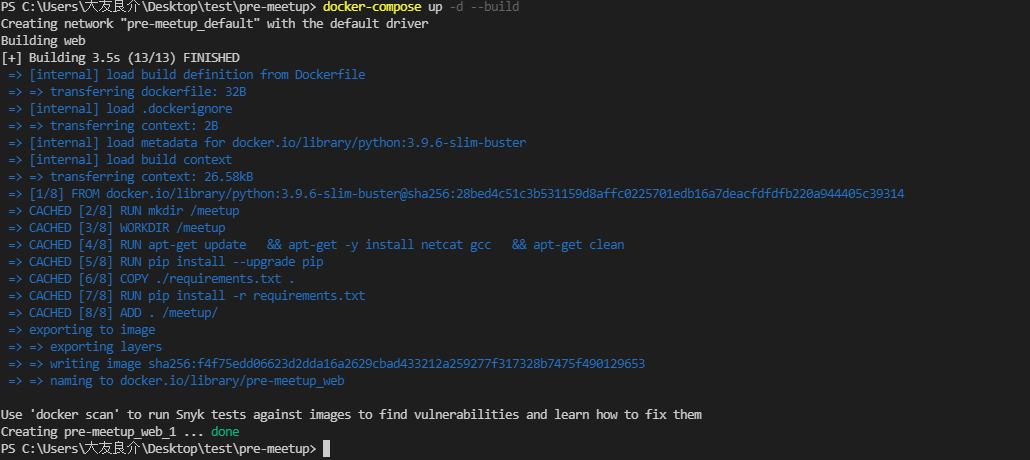 PS C:\Users\大友良介\Desktop\test\pre-meetup> docker-compose up -d --build
Creating network "pre-meetup_default" with the default driver
Building web
[+] Building 3.5s (13/13) FINISHED
=> [internal] load build definition from Dockerfile
=> => transferring dockerfile: 32B
=> [internal] load .dockerignore
=> => transferring context: 2B
=> [internal] load metadata for docker.io/library/python:3.9.6-slim-buster
=> [internal] load build context
=> => transferring context: 26.58kB
=> [1/8] FROM docker.io/library/python:3.9.6-slim-buster@sha256:28bed4c51c3b531159d8affc0225701edb16a7deacfdfdfb220a944405c39314
=> CACHED [2/8] RUN mkdir /meetup
=> CACHED [3/8] WORKDIR /meetup
=> CACHED [4/8] RUN apt-get update   && apt-get -y install netcat gcc   && apt-get clean
=> CACHED [5/8] RUN pip install --upgrade pip
=> CACHED [6/8] COPY ./requirements.txt .
=> CACHED [7/8] RUN pip install -r requirements.txt
=> CACHED [8/8] ADD . /meetup/
=> exporting to image
=> => exporting layers
=> => writing image sha256:f4f75edd06623d2dda16a2629cbad433212a259277f317328b7475f490129653
=> => naming to docker.io/library/pre-meetup_web
Use 'docker scan' to run Snyk tests against images to find vulnerabilities and learn how to fix them
Creating pre-meetup_web_1 ... done
PS C:\Users\大友良介\Desktop\test\pre-meetup>